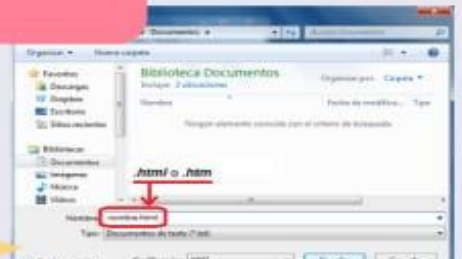 Documentos
Organizar
Nueva carpeta
Favoritos
Descargas
Dropbox
Escritorio
Sitios recientes
Bibliotecas
Documentos
Imágenes
Música
Vídeos
Biblioteca Documentos
Incluye: 2 ubicaciones
Organizar por: Carpeta
Nombre
Fecha de modifica... Tipo
Ningún elemento coincide con el criterio de búsqueda.
.html o .htm
Nombre: nombre.html
Tipo: Documentos de texto (*.txt)